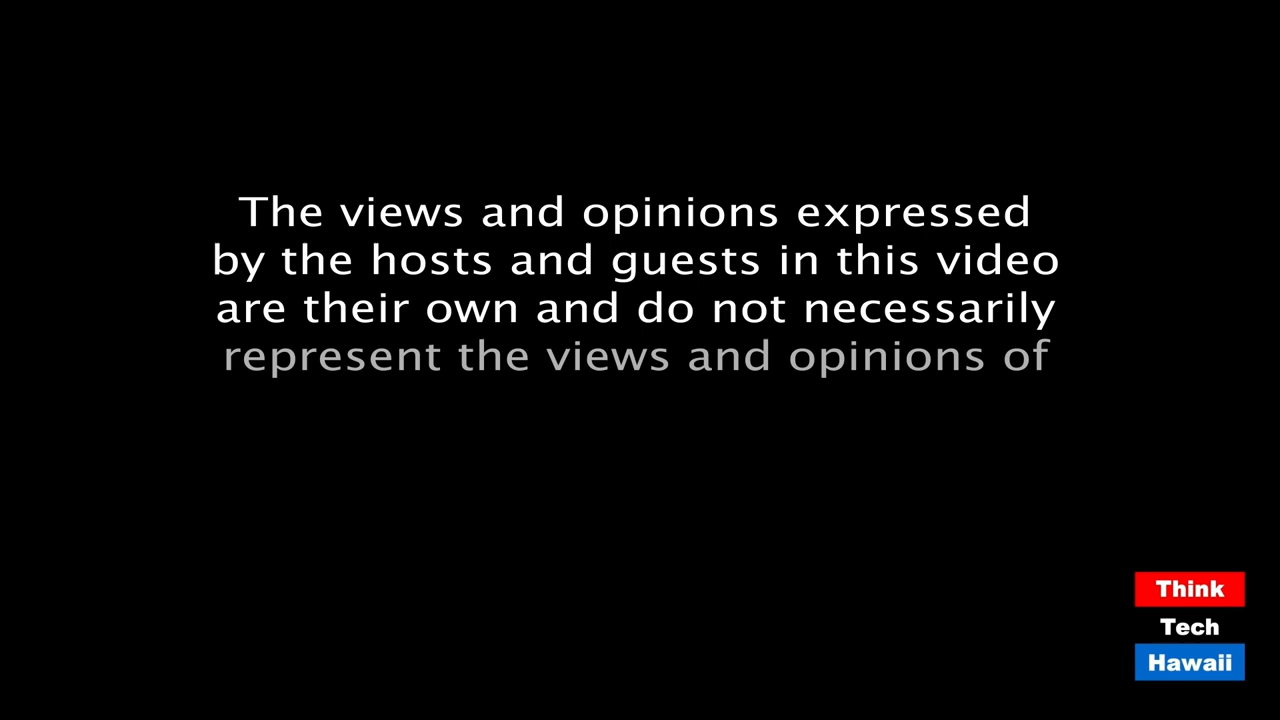 The views and opinions expressed
by the hosts and guests in this video
are their own and do not necessarily
represent the views and opinions of
Think
Tech
Hawaii